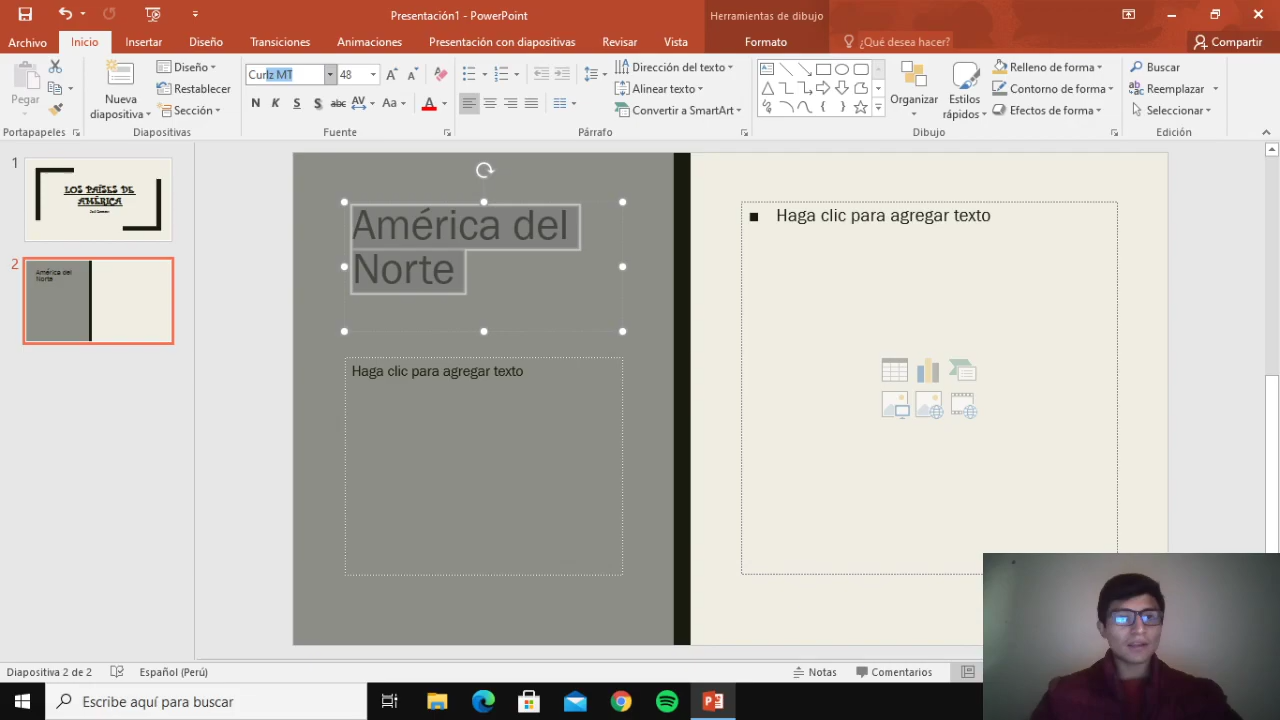 Presentación1 - PowerPoint
Herramientas de dibujo
Archivo
Inicio
Insertar
Diseño
Transiciones
Animaciones
Presentación con diapositivas
Revisar
Vista
Formato
¿Qué desea hacer?
Compartir
Pegar
Nueva
diapositiva
Diseño
Restablecer
Sección
Curlz MT
48
N K S S abc AV Aa A
Dirección del texto
Alinear texto
Convertir a SmartArt
Organizar
Estilos
rápidos
Relleno de forma
Contorno de forma
Efectos de forma
Buscar
Reemplazar
Seleccionar
Portapapeles
Diapositivas
Fuente
Párrafo
Dibujo
Edición
1
LOS PAÍSES DE
AMÉRICA
2
América del
Norte
América del
Norte
Haga clic para agregar texto
Haga clic para agregar texto
Diapositiva 2 de 2
Español (Perú)
Notas
Comentarios
Escribe aquí para buscar